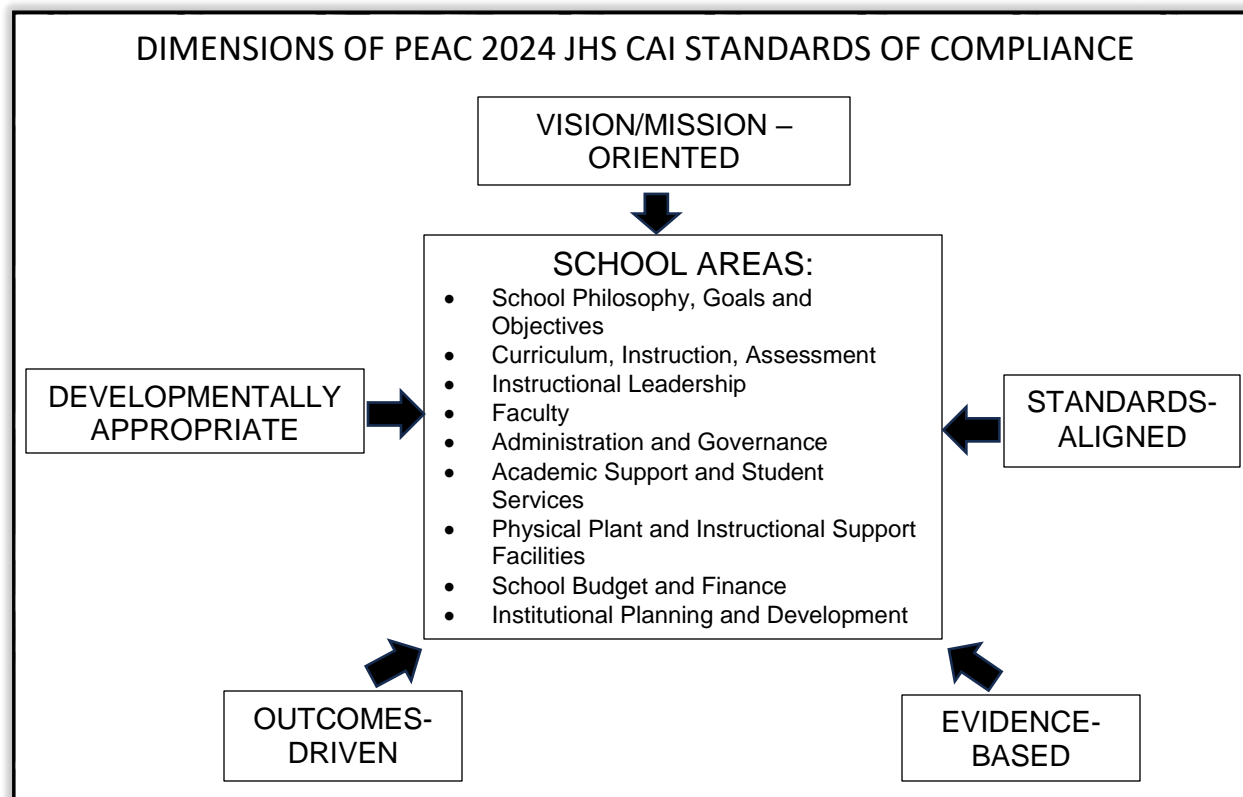 DIMENSIONS OF PEAC 2024 JHS CAI STANDARDS OF COMPLIANCE
VISION/MISSION –
ORIENTED
SCHOOL AREAS:
• School Philosophy, Goals and
Objectives
• Curriculum, Instruction, Assessment
• Instructional Leadership
• Faculty
• Administration and Governance
• Academic Support and Student
Services
• Physical Plant and Instructional Support
Facilities
• School Budget and Finance
• Institutional Planning and Development
DEVELOPMENTALLY
APPROPRIATE
STANDARDS-
ALIGNED
OUTCOMES-
DRIVEN
EVIDENCE-
BASED